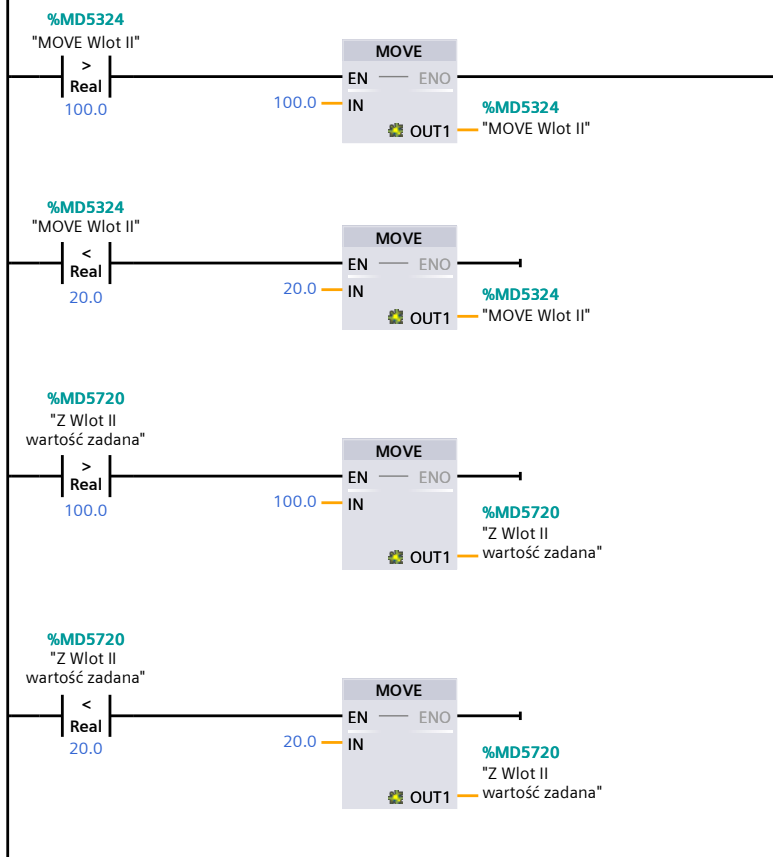 %MD5324
"MOVE Wlot II"
>
Real
100.0
MOVE
EN ENO
100.0 IN
OUT1
%MD5324
"MOVE Wlot II"
%MD5324
"MOVE Wlot II"
<
Real
20.0
MOVE
EN ENO
20.0 IN
OUT1
%MD5324
"MOVE Wlot II"
%MD5720
"Z Wlot II
wartość zadana"
>
Real
100.0
MOVE
EN ENO
100.0 IN
OUT1
%MD5720
"Z Wlot II
wartość zadana"
%MD5720
"Z Wlot II
wartość zadana"
<
Real
20.0
MOVE
EN ENO
20.0 IN
OUT1
%MD5720
"Z Wlot II
wartość zadana"